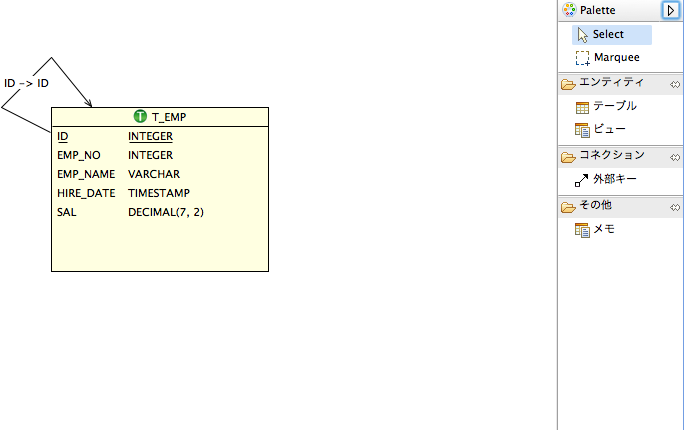 Palette
Select
Marquee
エンティティ
テーブル
ビュー
コネクション
外部キー
その他
メモ
ID -> ID
T T_EMP
ID INTEGER
EMP_NO INTEGER
EMP_NAME VARCHAR
HIRE_DATE TIMESTAMP
SAL DECIMAL(7, 2)